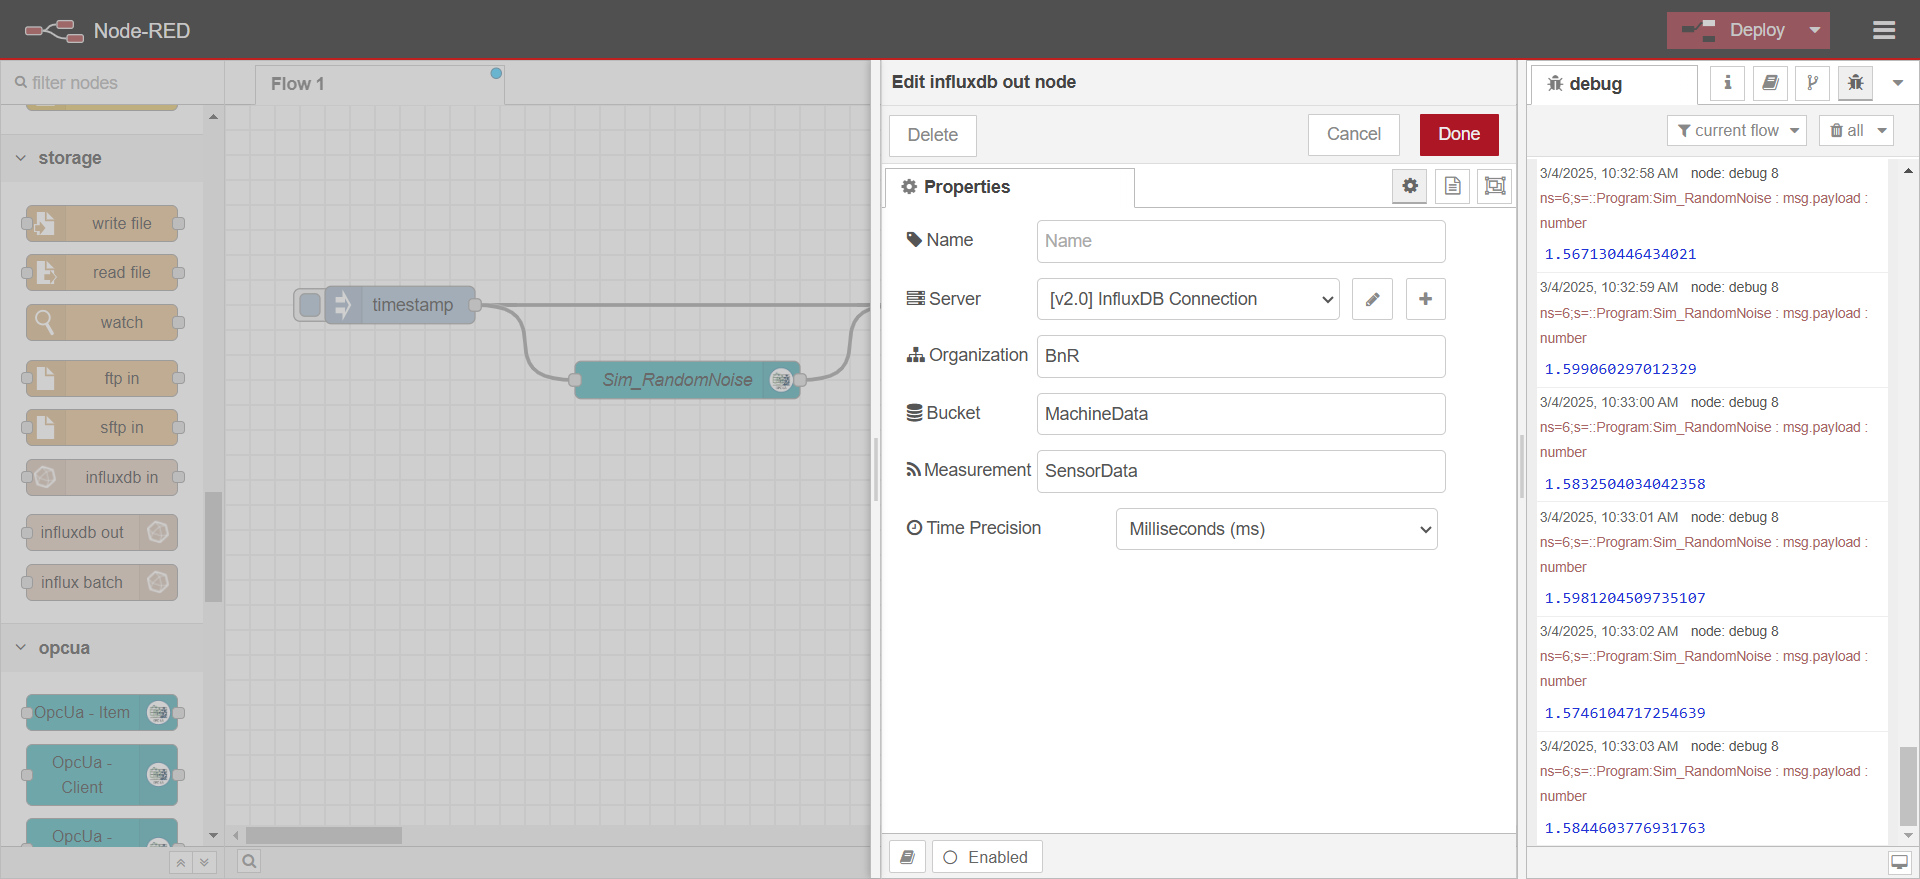 Node-RED
Deploy
filter nodes
storage
write file
read file
watch
ftp in
sftp in
influxdb in
influxdb out
influx batch
opcua
OpcUa - Item
OpcUa -
Client
OpcUa -
Flow 1
timestamp
Sim_RandomNoise
Edit influxdb out node
Delete
Cancel
Done
Properties
Name
Name
Server
[v2.0] InfluxDB Connection
Organization
BnR
Bucket
MachineData
Measurement
SensorData
Time Precision
Milliseconds (ms)
Enabled
debug
current flow
all
3/4/2025, 10:32:58 AM node: debug 8
ns=6;s=::Program:Sim_RandomNoise : msg.payload :
number
1.567130446434021
3/4/2025, 10:32:59 AM node: debug 8
ns=6;s=::Program:Sim_RandomNoise : msg.payload :
number
1.599060297012329
3/4/2025, 10:33:00 AM node: debug 8
ns=6;s=::Program:Sim_RandomNoise : msg.payload :
number
1.5832504034042358
3/4/2025, 10:33:01 AM node: debug 8
ns=6;s=::Program:Sim_RandomNoise : msg.payload :
number
1.5981204509735107
3/4/2025, 10:33:02 AM node: debug 8
ns=6;s=::Program:Sim_RandomNoise : msg.payload :
number
1.5746104717254639
3/4/2025, 10:33:03 AM node: debug 8
ns=6;s=::Program:Sim_RandomNoise : msg.payload :
number
1.5844603776931763